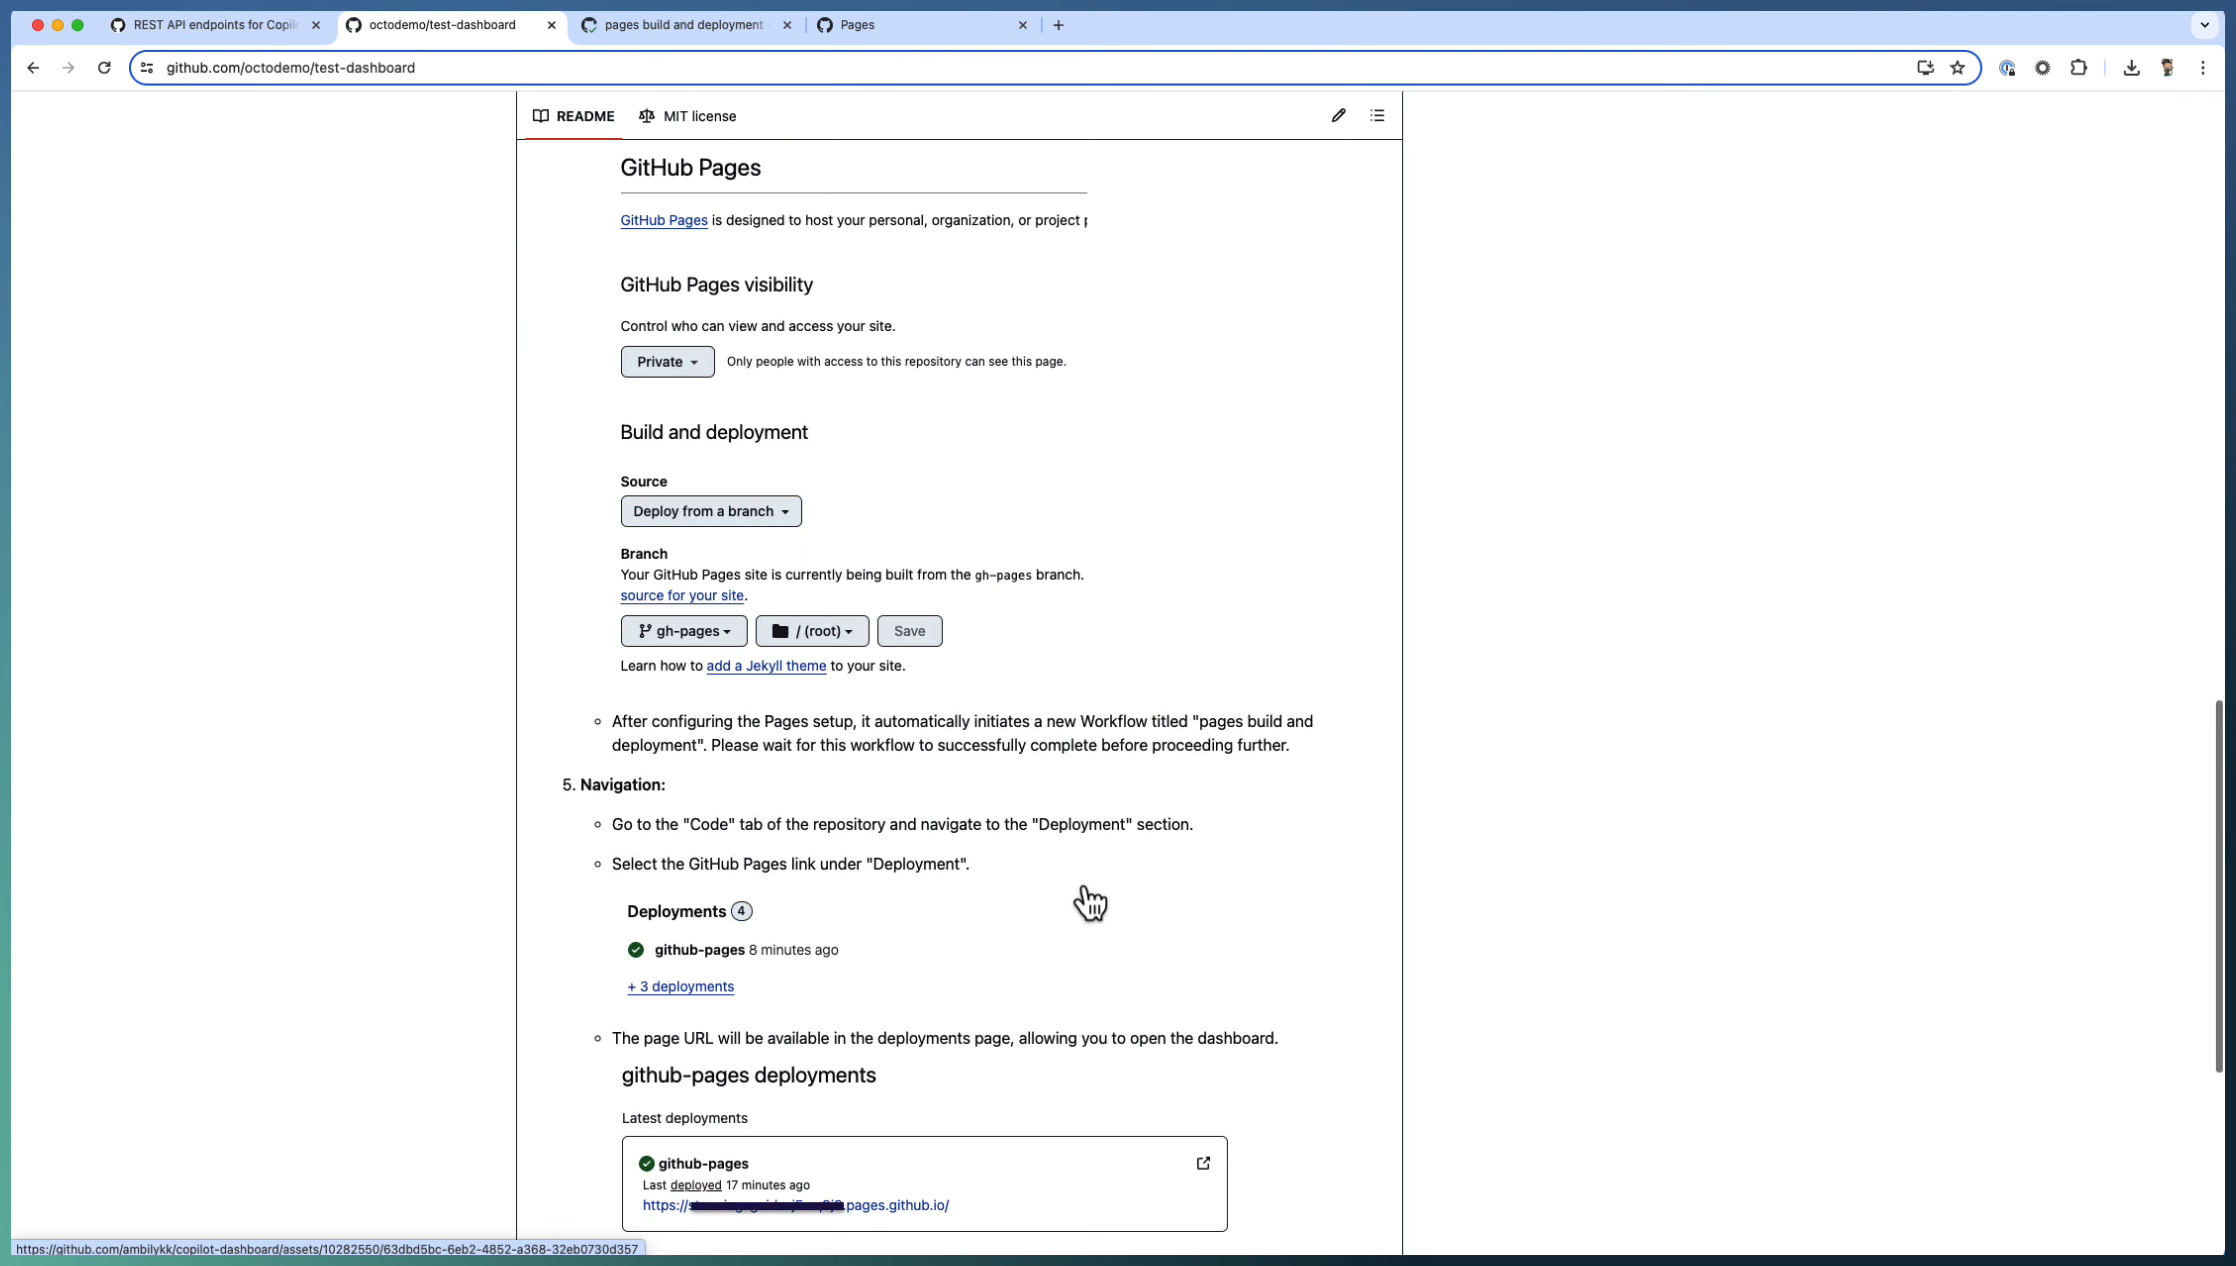 REST API endpoints for Copil
octodemo/test-dashboard
pages build and deployment
Pages
github.com/octodemo/test-dashboard
README
MIT license
GitHub Pages
GitHub Pages is designed to host your personal, organization, or project p
GitHub Pages visibility
Control who can view and access your site.
Private
Only people with access to this repository can see this page.
Build and deployment
Source
Deploy from a branch
Branch
Your GitHub Pages site is currently being built from the gh-pages branch.
source for your site.
gh-pages
/ (root)
Save
Learn how to add a Jekyll theme to your site.
After configuring the Pages setup, it automatically initiates a new Workflow titled "pages build and
deployment". Please wait for this workflow to successfully complete before proceeding further.
5. Navigation:
Go to the "Code" tab of the repository and navigate to the "Deployment" section.
Select the GitHub Pages link under "Deployment".
Deployments 4
github-pages 8 minutes ago
+ 3 deployments
The page URL will be available in the deployments page, allowing you to open the dashboard.
github-pages deployments
Latest deployments
github-pages
Last deployed 17 minutes ago
https://s pages.github.io/
https://github.com/ambilykk/copilot-dashboard/assets/10282550/63dbd5bc-6eb2-4852-a368-32eb0730d357